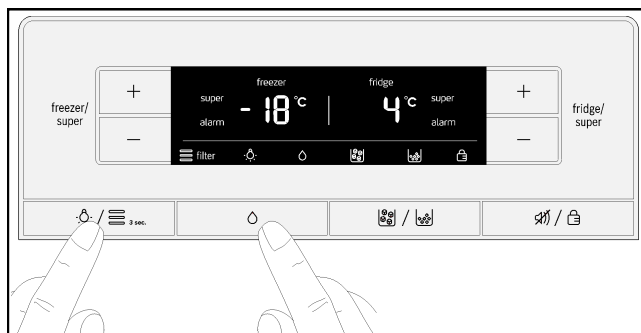 freezer/
super
+
–
freezer
super
alarm
-18°C
fridge
4°C
super
alarm
filter
+
–
fridge/
super
/ 3 sec.
/
/